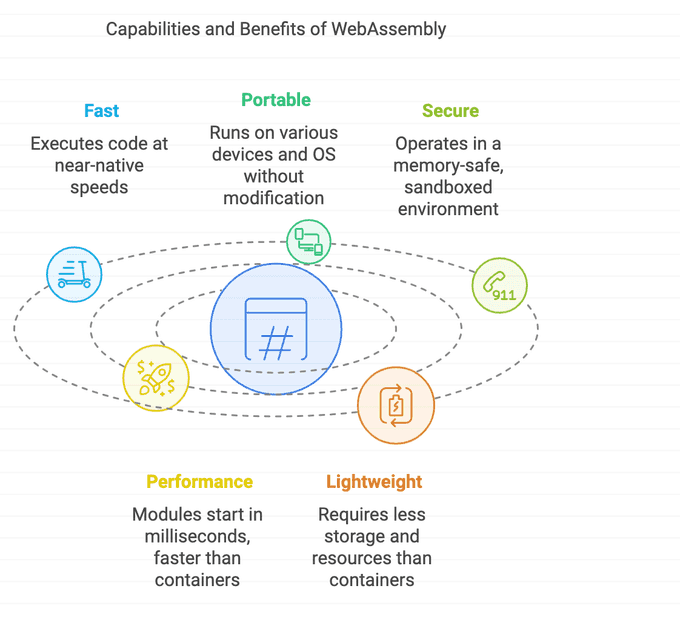 Capabilities and Benefits of WebAssembly
Fast
Executes code at
near-native
speeds
Portable
Runs on various
devices and OS
without
modification
Secure
Operates in a
memory-safe,
sandboxed
environment
911
#
$
$
Performance
Modules start in
milliseconds,
faster than
containers
Lightweight
Requires less
storage and
resources than
containers